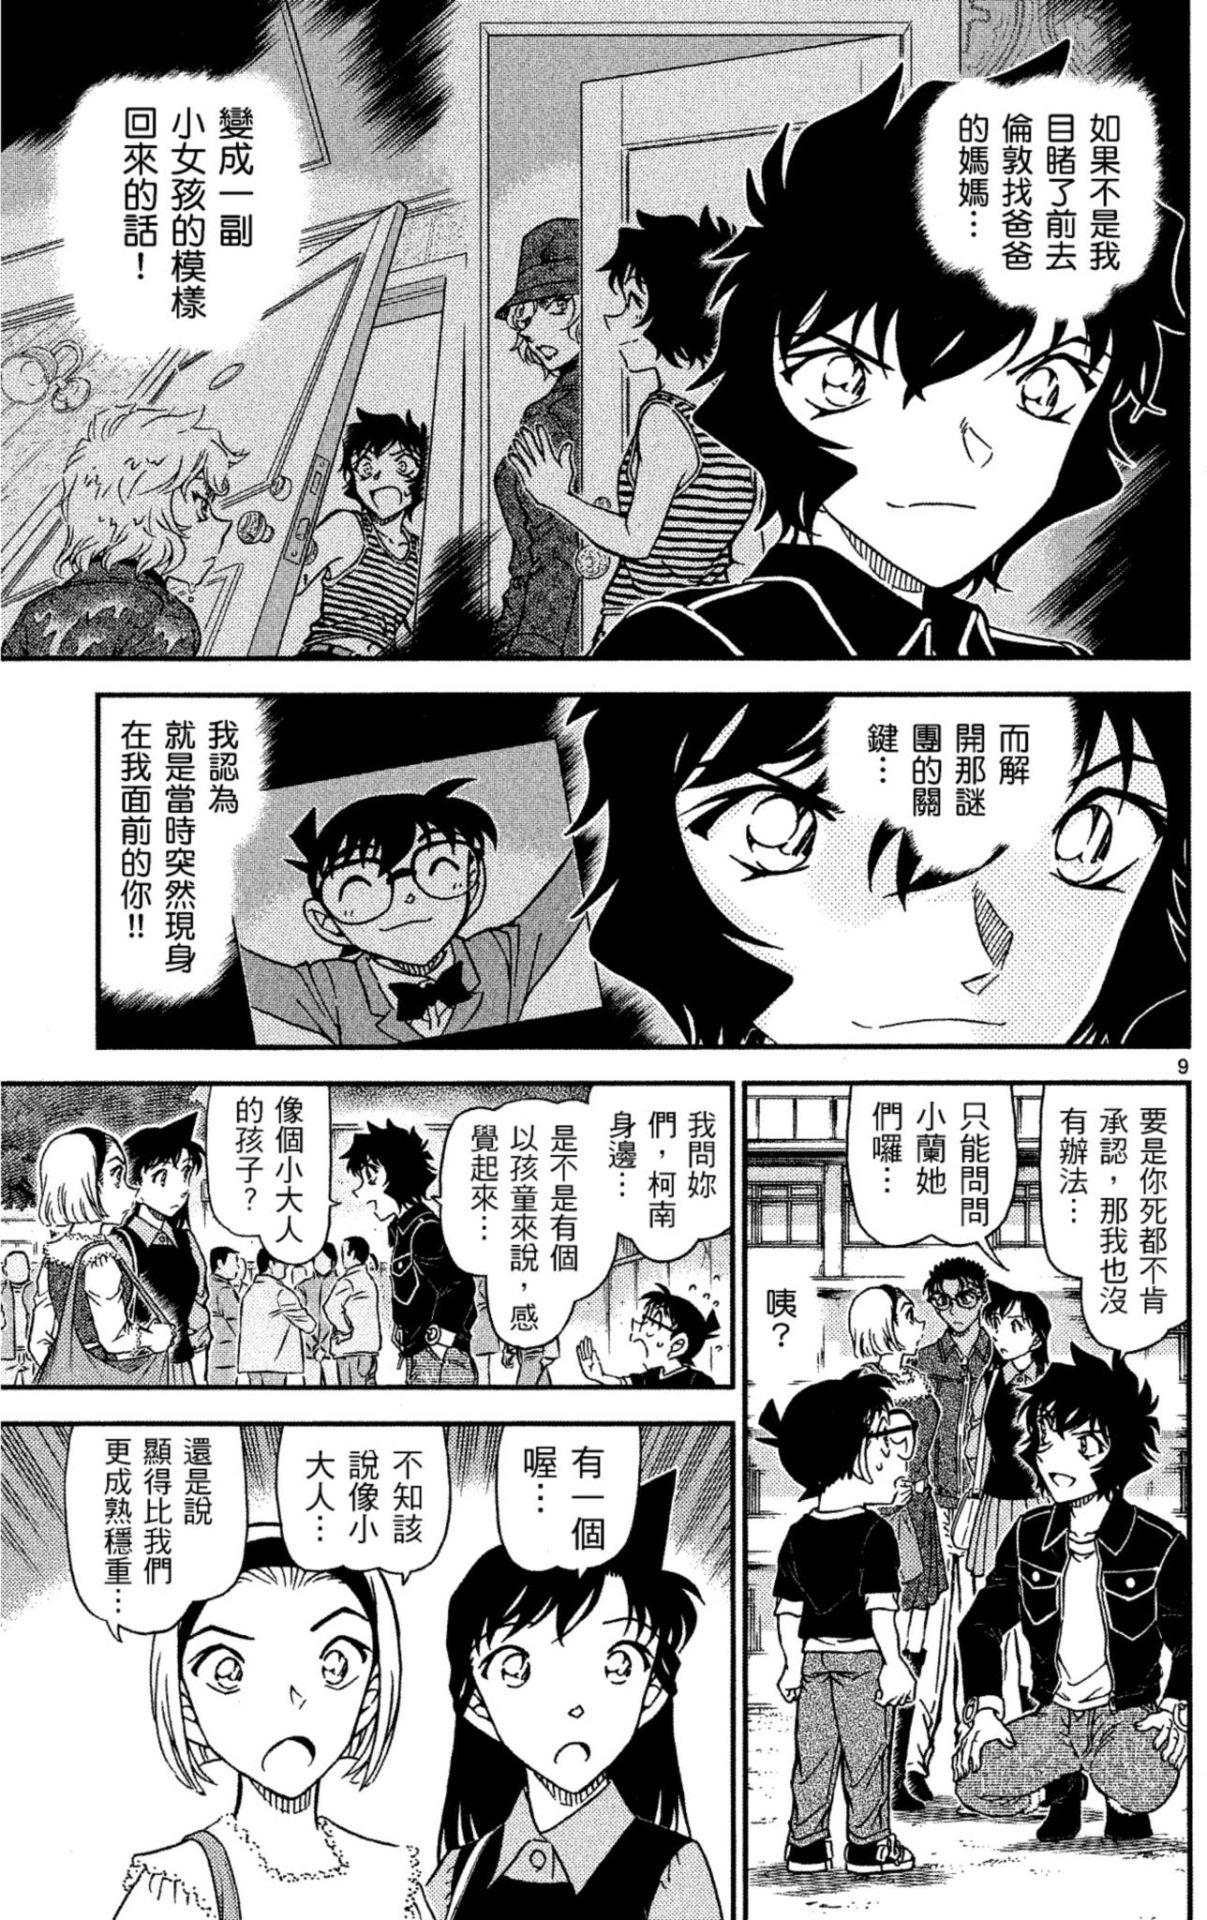 如果不是我
目睹了前去
倫敦找爸爸
的媽媽…
變成一副
小女孩的模樣
回來的話！
而解
開那謎
團的關
鍵…
我認為
就是當時突然現身
在我面前的你!!
9
要是你死都不肯
承認，那我也沒
有辦法…
只能問問
小蘭她
們囉…
咦？
我問妳
們，柯南
身邊…
是不是有個
以孩童來說，感
覺起來…
像個小大人
的孩子？
有一個
喔…
不知該
說像小
大人…
還是說
顯得比我們
更成熟穩重…